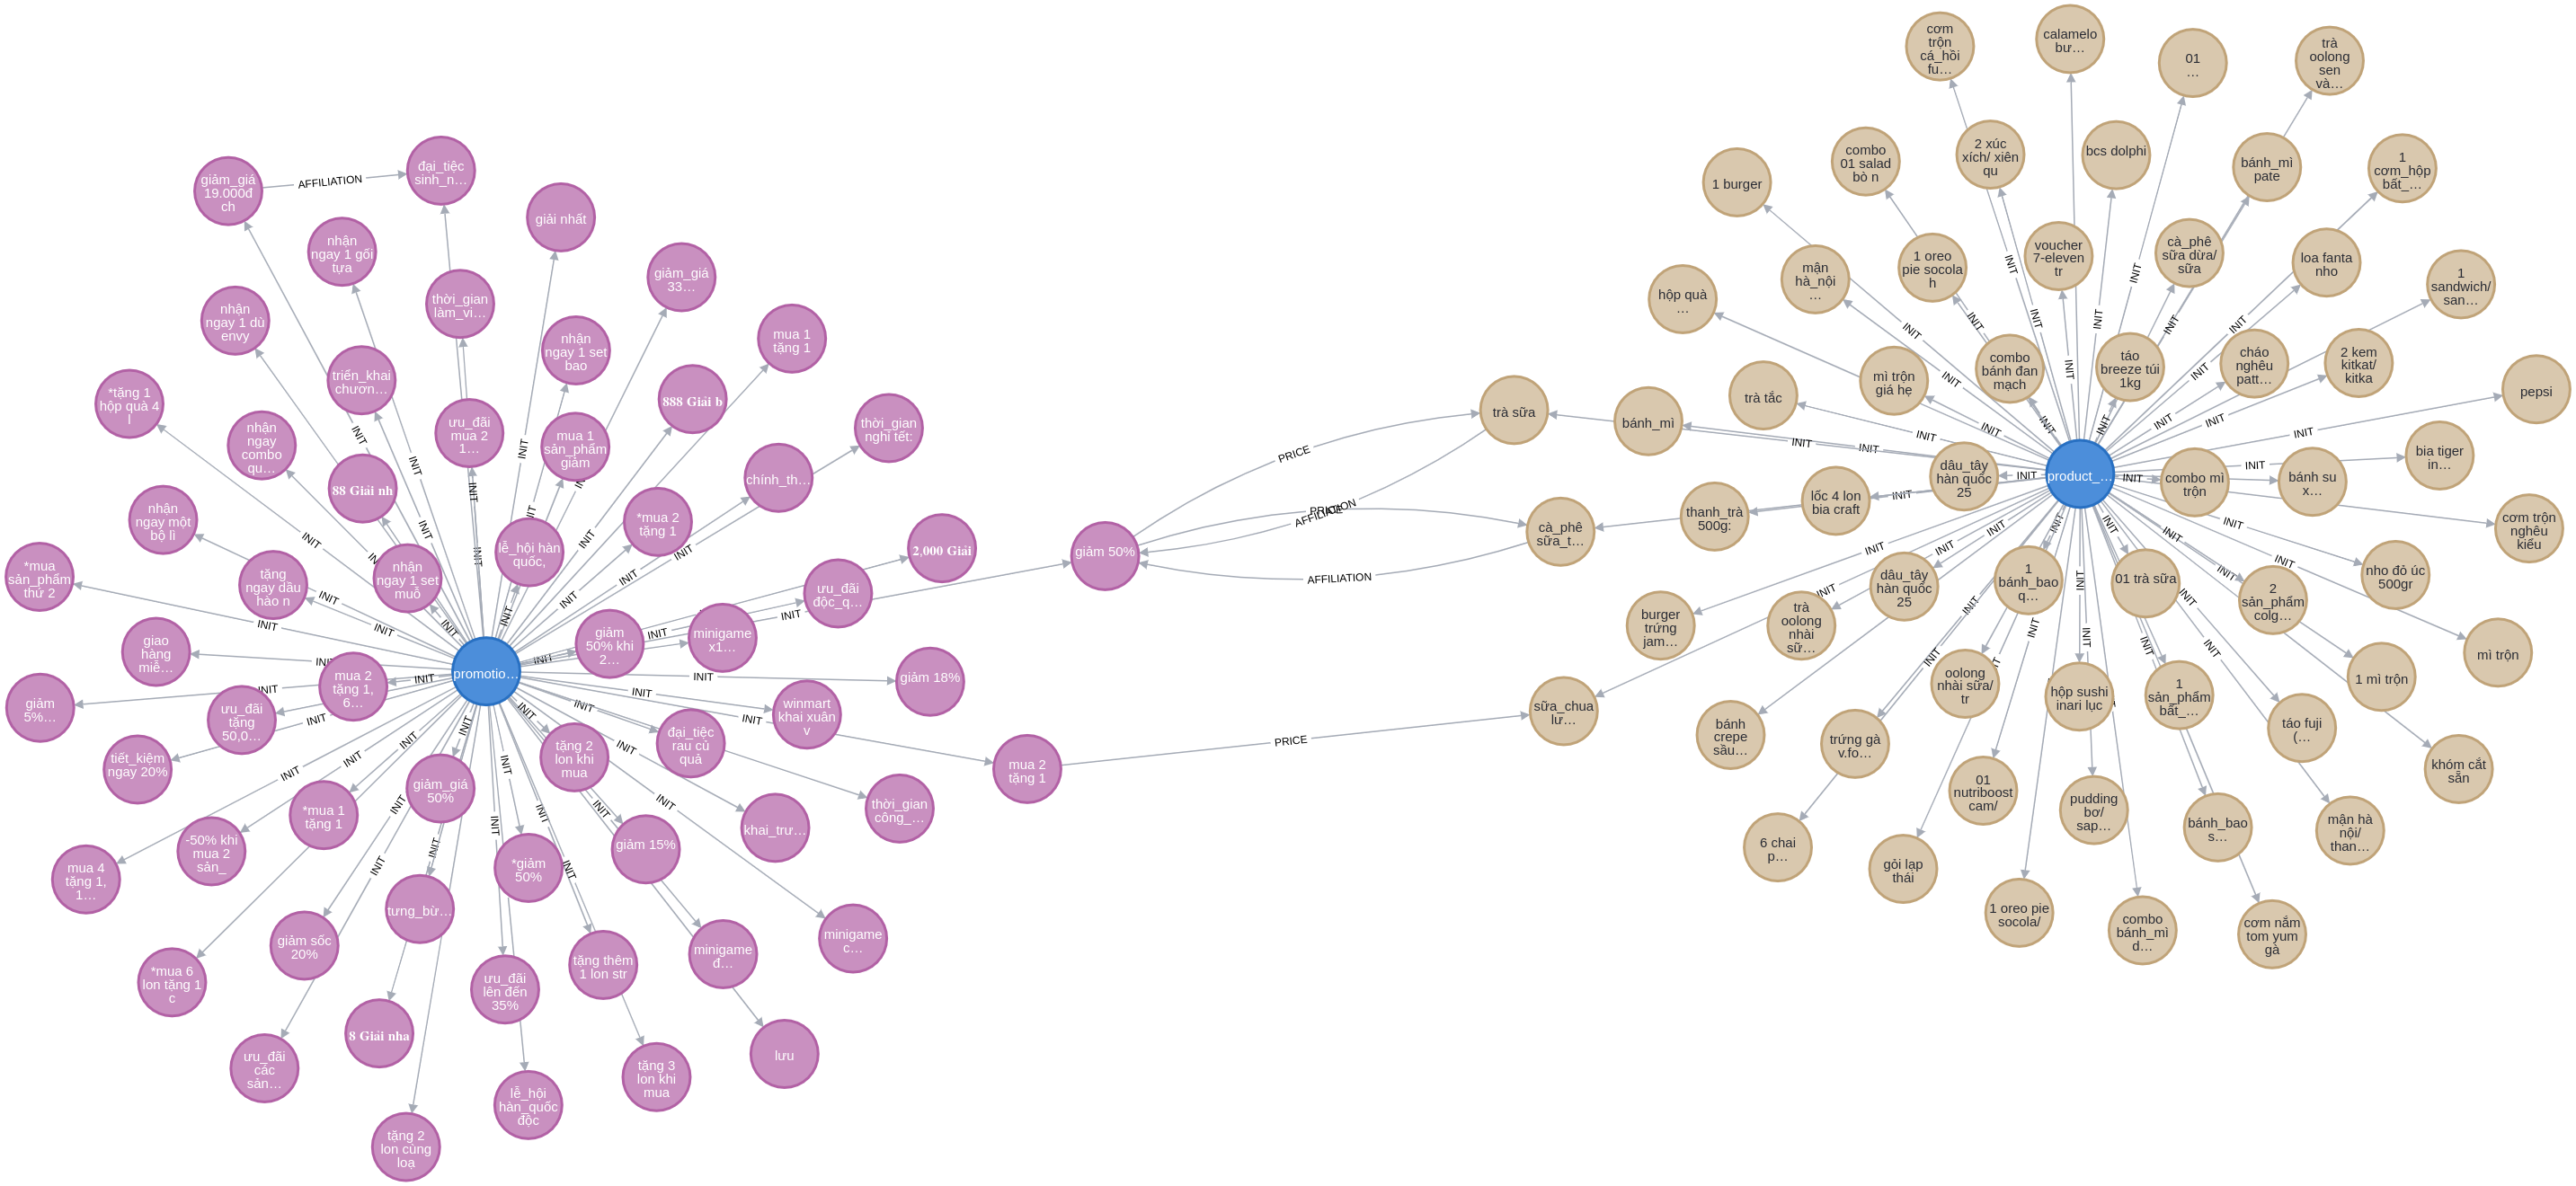 giảm_giá
19.000đ
ch
AFFILIATION
đại_tiệc
sinh_n…
giải nhất
nhận
ngay 1 gối
tựa
thời_gian
làm_vi…
giảm_giá
33…
nhận
ngay 1 dù
envy
triển_khai
chươn…
nhận
ngay 1 set
bao
mua 1
tặng 1
*tặng 1
hộp quà 4
l
nhận
ngay
combo
qu…
ưu_đãi
mua 2
1…
mua 1
sản_phẩm
giảm
888 Giải b
thời_gian
nghỉ tết:
88 Giải nh
chính_th…
nhận
ngay một
bộ lì
*mua 2
tặng 1
lễ_hội hàn
quốc,
2,000 Giải
*mua
sản_phẩm
thứ 2
tặng
ngay dầu
hào n
nhận
ngay 1 set
muỗ
ưu_đãi
độc_q…
giao
hàng
miễ…
giảm
50% khi
2…
minigame
x1…
promotio…
giảm 18%
giảm
5%…
mua 2
tặng 1,
6…
ưu_đãi
tặng
50,0…
winmart
khai xuân
v
tiết_kiệm
ngay 20%
giảm_giá
50%
tặng 2
lon khi
mua
đại_tiệc
rau củ
quả
*mua 1
tặng 1
khai_trư…
thời_gian
công_…
mua 4
tặng 1,
1…
-50% khi
mua 2
sản_
*giảm
50%
giảm 15%
tưng_bừ…
giảm sốc
20%
*mua 6
lon tặng 1
c
ưu_đãi
lên đến
35%
tặng thêm
1 lon str
minigame
đ…
minigame
c…
ưu_đãi
các
sản…
8 Giải nha
lễ_hội
hàn_quốc
độc
tặng 3
lon khi
mua
lưu
tặng 2
lon cùng
loạ
giảm 50%
mua 2
tặng 1
INIT
PRICE
PRICE
AFFILIATION
AFFILIATION
PRICE
trà sữa
cà_phê
sữa_t…
sữa_chua
lư…
cơm
trộn
cá_hồi
fu…
calamelo
bư…
01
…
trà
oolong
sen
và…
1 burger
combo
01 salad
bò n
2 xúc
xích/ xiên
qu
bcs dolphi
bánh_mì
pate
1
cơm_hộp
bất_…
hộp quà
…
mận
hà_nội
…
1 oreo
pie socola
h
voucher
7-eleven
tr
cà_phê
sữa dừa/
sữa
loa fanta
nho
1
sandwich/
san…
trà tắc
mì trộn
giá hẹ
combo
bánh đan
mạch
táo
breeze túi
1kg
cháo
nghêu
patt…
2 kem
kitkat/
kitka
pepsi
bánh_mì
dâu_tây
hàn quốc
25
product_…
combo mì
trộn
bánh su
x…
bia tiger
in…
thanh_trà
500g:
lốc 4 lon
bia craft
cơm trộn
nghêu
kiểu
burger
trứng
jam…
trà
oolong
nhài
sữ…
dâu_tây
hàn quốc
25
1
bánh_bao
q…
01 trà sữa
2
sản_phẩm
colg…
nho đỏ úc
500gr
mì trộn
bánh
crepe
sầu…
trứng gà
v.fo…
oolong
nhài sữa/
tr
hộp sushi
inari lục
1
sản_phẩm
bất_…
táo fuji
(…
1 mì trộn
khóm cắt
sẵn
6 chai
p…
gỏi lạp
thái
01
nutriboost
cam/
pudding
bơ/
sap…
bánh_bao
s…
mận hà
nội/
than…
1 oreo pie
socola/
combo
bánh_mì
d…
cơm nắm
tom yum
gà